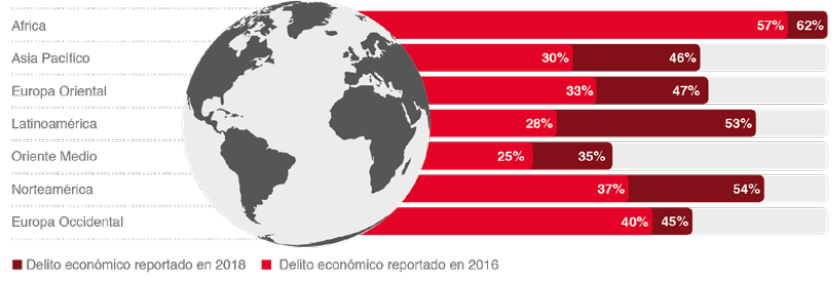 Africa 57% 62%
Asia Pacífico 30% 46%
Europa Oriental 33% 47%
Latinoamérica 28% 53%
Oriente Medio 25% 35%
Norteamérica 37% 54%
Europa Occidental 40% 45%
Delito económico reportado en 2018 Delito económico reportado en 2016